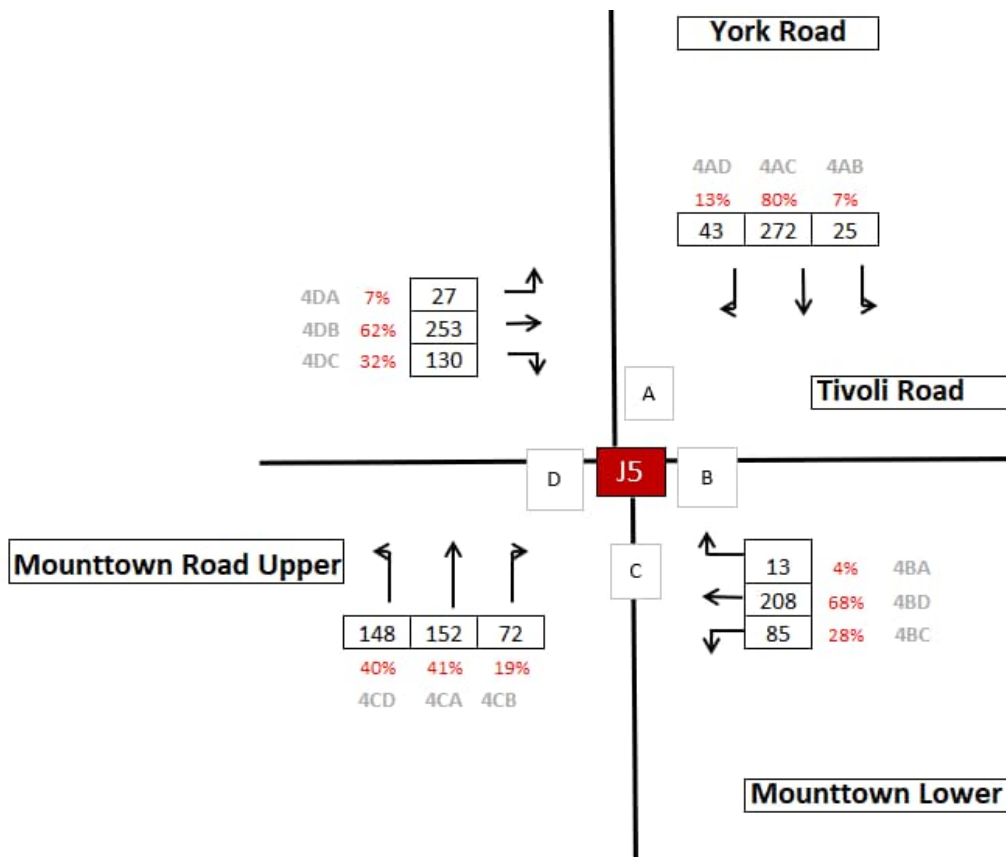 York Road
4AD 4AC 4AB
13% 80% 7%
43 272 25
4DA 7% 27
4DB 62% 253
4DC 32% 130
A
Tivoli Road
D J5 B
Mounttown Road Upper
C
13 4% 4BA
208 68% 4BD
85 28% 4BC
148 152 72
40% 41% 19%
4CD 4CA 4CB
Mounttown Lower